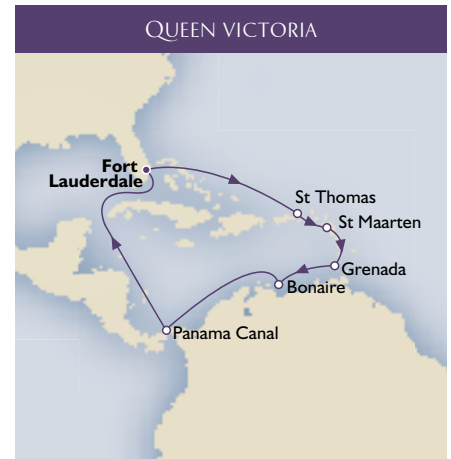 QUEEN VICTORIA
Fort
Lauderdale
St Thomas
St Maarten
Grenada
Bonaire
Panama Canal